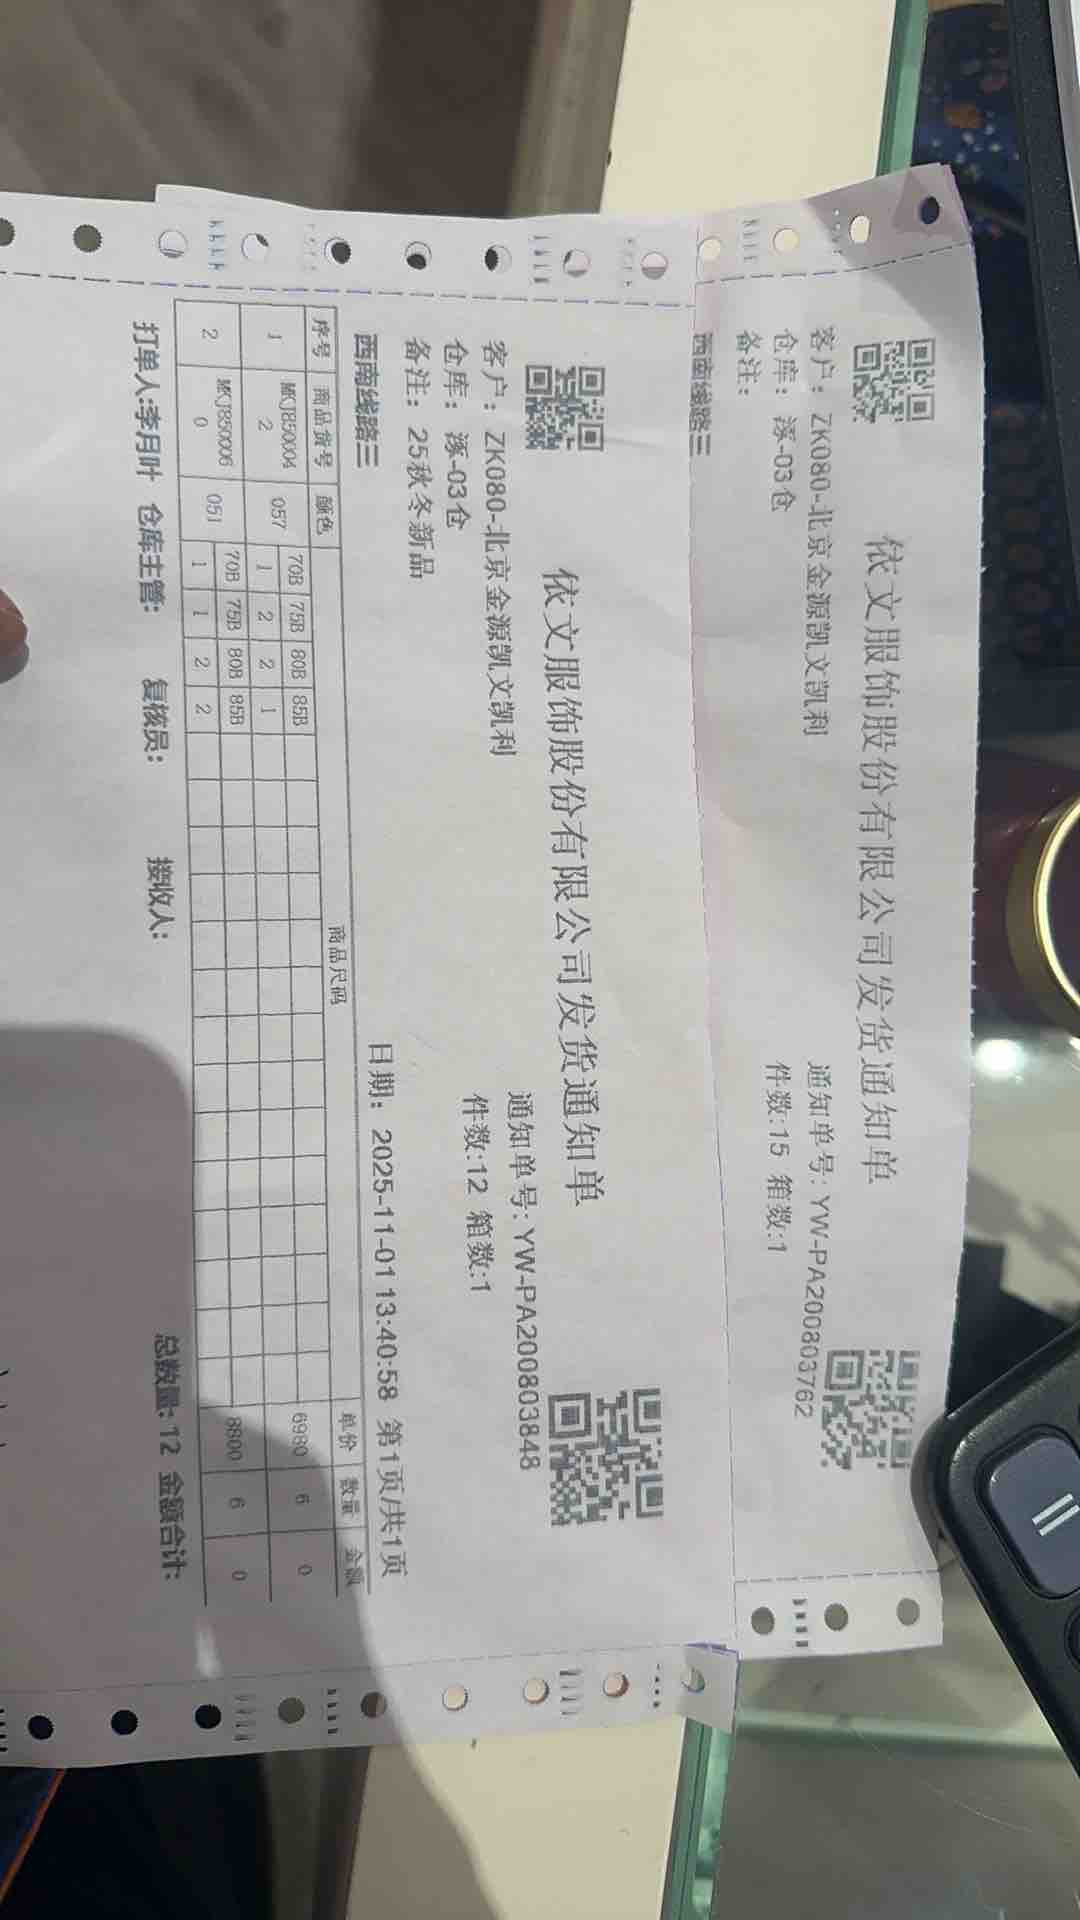 依文服饰股份有限公司发货通知单
客户: ZK080-北京金源凯文凯利 通知单号: YW-PA200803762
仓库: 涿-03仓 件数:15 箱数:1
备注:
西南线路三
依文服饰股份有限公司发货通知单
客户: ZK080-北京金源凯文凯利 通知单号: YW-PA200803848
仓库: 涿-03仓 件数:12 箱数:1
备注: 25秋冬新品
西南线路三 日期: 2025-11-01 13:40:58 第1页/共1页
序号 商品货号 颜色 商品尺码 单价 数量 金额
70B 75B 80B 85B
1 MKJ850004 2 057 1 2 2 1 6980 6 0
70B 75B 80B 85B
2 MKJ850006 0 051 1 1 2 2 8800 6 0
打单人:李月叶 仓库主管: 复核员: 接收人: 总数量: 12 金额合计: